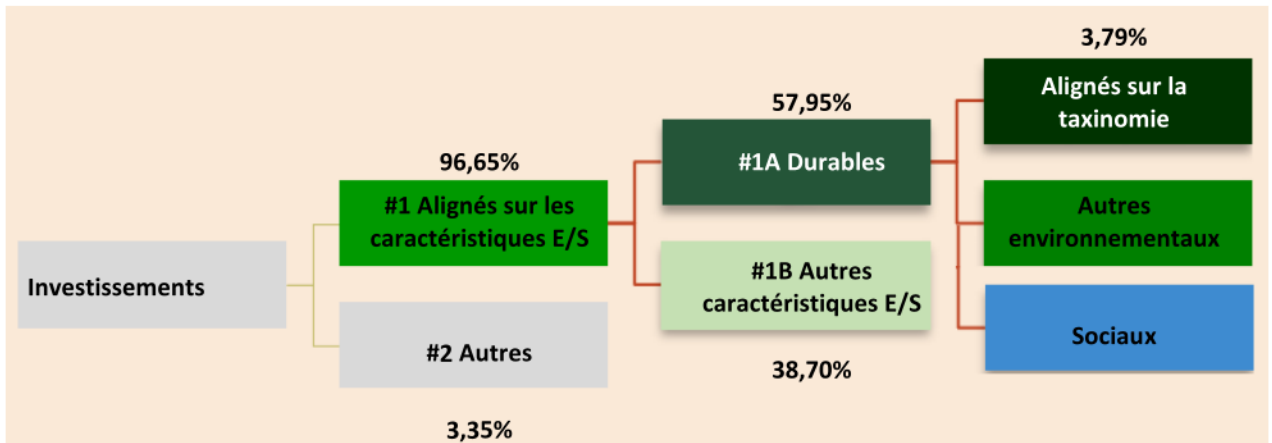 3,79%
Alignés sur la
taxinomie
57,95%
#1A Durables
96,65%
#1 Alignés sur les
caractéristiques E/S
Autres
environnementaux
#1B Autres
caractéristiques E/S
Investissements
#2 Autres
Sociaux
38,70%
3,35%